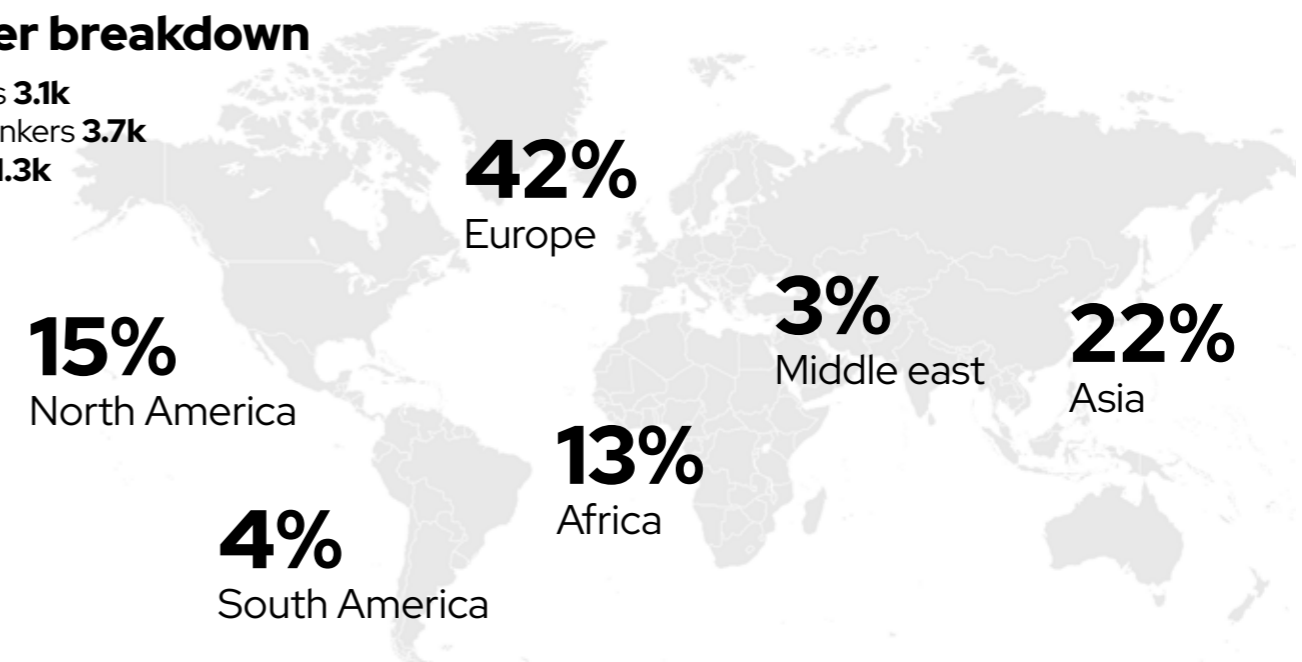 er breakdown
s 3.1k
nkers 3.7k
1.3k
42%
Europe
3%
Middle east
22%
Asia
15%
North America
13%
Africa
4%
South America